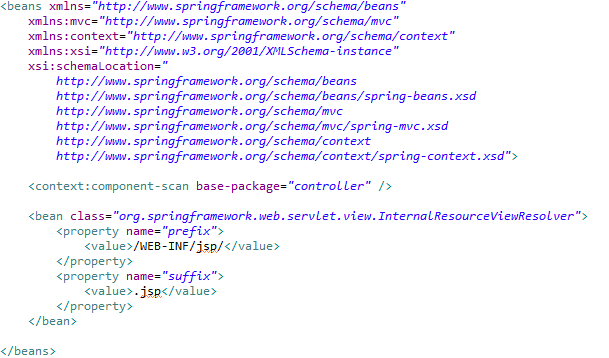 <beans xmlns="http://www.springframework.org/schema/beans"
    xmlns:mvc="http://www.springframework.org/schema/mvc"
    xmlns:context="http://www.springframework.org/schema/context"
    xmlns:xsi="http://www.w3.org/2001/XMLSchema-instance"
    xsi:schemaLocation="
        http://www.springframework.org/schema/beans
        http://www.springframework.org/schema/beans/spring-beans.xsd
        http://www.springframework.org/schema/mvc
        http://www.springframework.org/schema/mvc/spring-mvc.xsd
        http://www.springframework.org/schema/context
        http://www.springframework.org/schema/context/spring-context.xsd">

    <context:component-scan base-package="controller" />

    <bean class="org.springframework.web.servlet.view.InternalResourceViewResolver">
        <property name="prefix">
            <value>/WEB-INF/jsp/</value>
        </property>
        <property name="suffix">
            <value>.jsp</value>
        </property>
    </bean>

</beans>